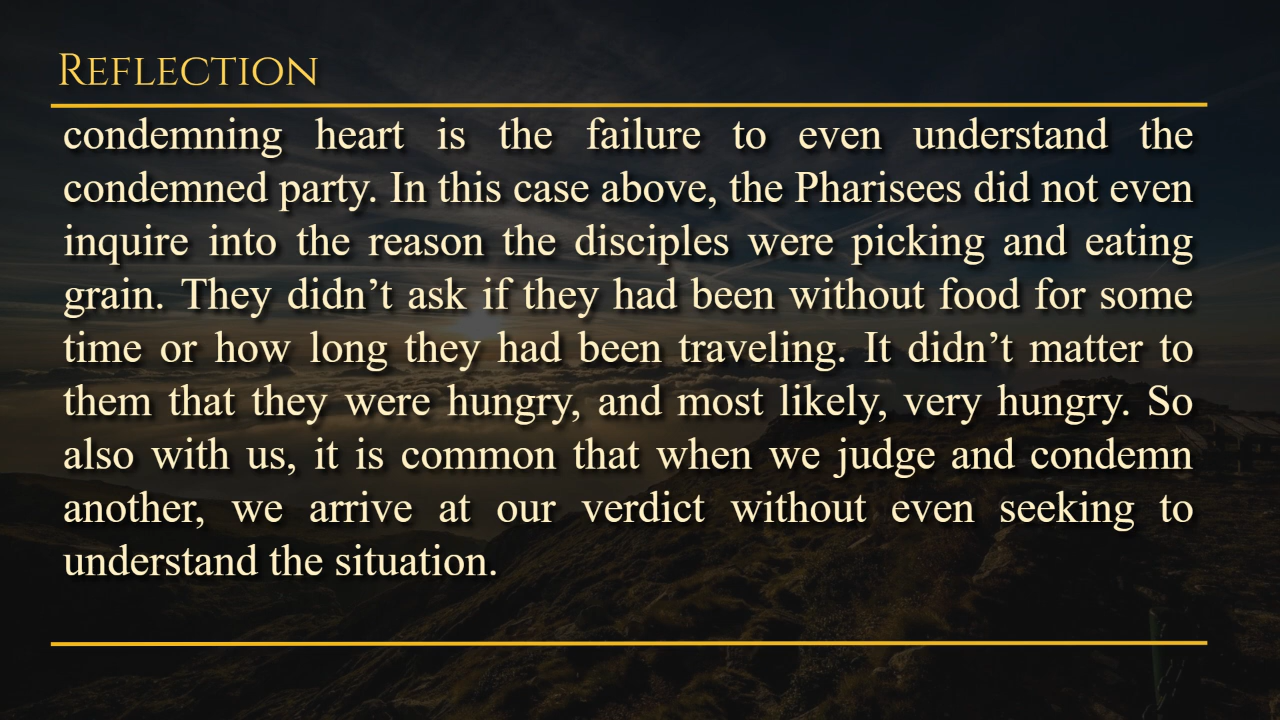 Reflection
condemning heart is the failure to even understand the
condemned party. In this case above, the Pharisees did not even
inquire into the reason the disciples were picking and eating
grain. They didn’t ask if they had been without food for some
time or how long they had been traveling. It didn’t matter to
them that they were hungry, and most likely, very hungry. So
also with us, it is common that when we judge and condemn
another, we arrive at our verdict without even seeking to
understand the situation.